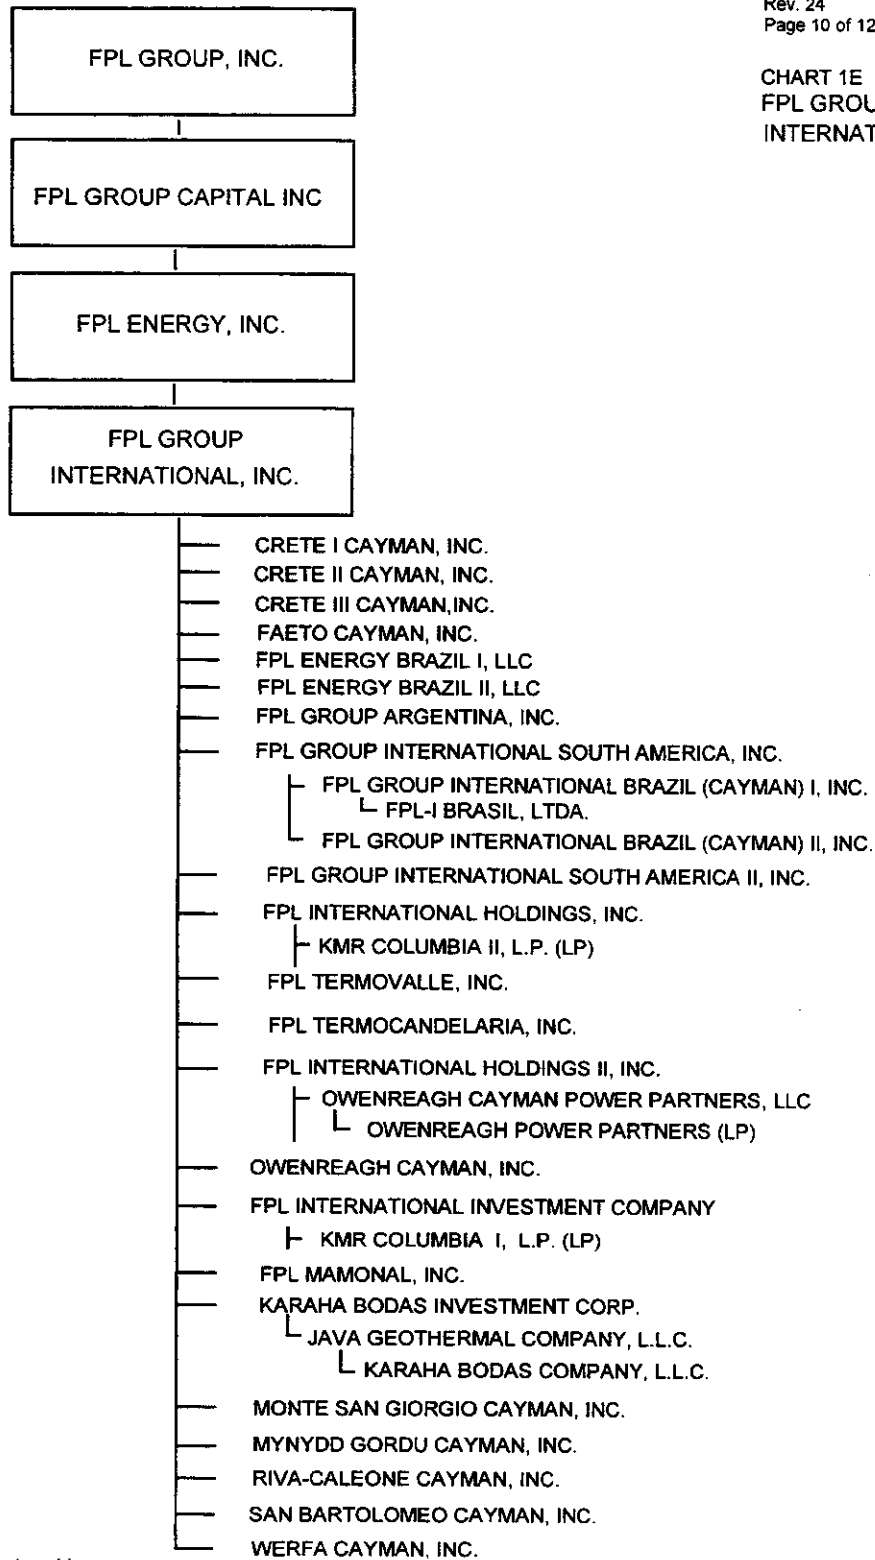 Rev. 24
Page 10 of 12
CHART 1E
FPL GROU
INTERNAT
FPL GROUP, INC.
FPL GROUP CAPITAL INC
FPL ENERGY, INC.
FPL GROUP
INTERNATIONAL, INC.
CRETE I CAYMAN, INC.
CRETE II CAYMAN, INC.
CRETE III CAYMAN,INC.
FAETO CAYMAN, INC.
FPL ENERGY BRAZIL I, LLC
FPL ENERGY BRAZIL II, LLC
FPL GROUP ARGENTINA, INC.
FPL GROUP INTERNATIONAL SOUTH AMERICA, INC.
FPL GROUP INTERNATIONAL BRAZIL (CAYMAN) I, INC.
FPL-I BRASIL, LTDA.
FPL GROUP INTERNATIONAL BRAZIL (CAYMAN) II, INC.
FPL GROUP INTERNATIONAL SOUTH AMERICA II, INC.
FPL INTERNATIONAL HOLDINGS, INC.
KMR COLUMBIA II, L.P. (LP)
FPL TERMOVALLE, INC.
FPL TERMOCANDELARIA, INC.
FPL INTERNATIONAL HOLDINGS II, INC.
OWENREAGH CAYMAN POWER PARTNERS, LLC
OWENREAGH POWER PARTNERS (LP)
OWENREAGH CAYMAN, INC.
FPL INTERNATIONAL INVESTMENT COMPANY
KMR COLUMBIA I, L.P. (LP)
FPL MAMONAL, INC.
KARAHA BODAS INVESTMENT CORP.
JAVA GEOTHERMAL COMPANY, L.L.C.
KARAHA BODAS COMPANY, L.L.C.
MONTE SAN GIORGIO CAYMAN, INC.
MYNYDD GORDU CAYMAN, INC.
RIVA-CALEONE CAYMAN, INC.
SAN BARTOLOMEO CAYMAN, INC.
WERFA CAYMAN, INC.